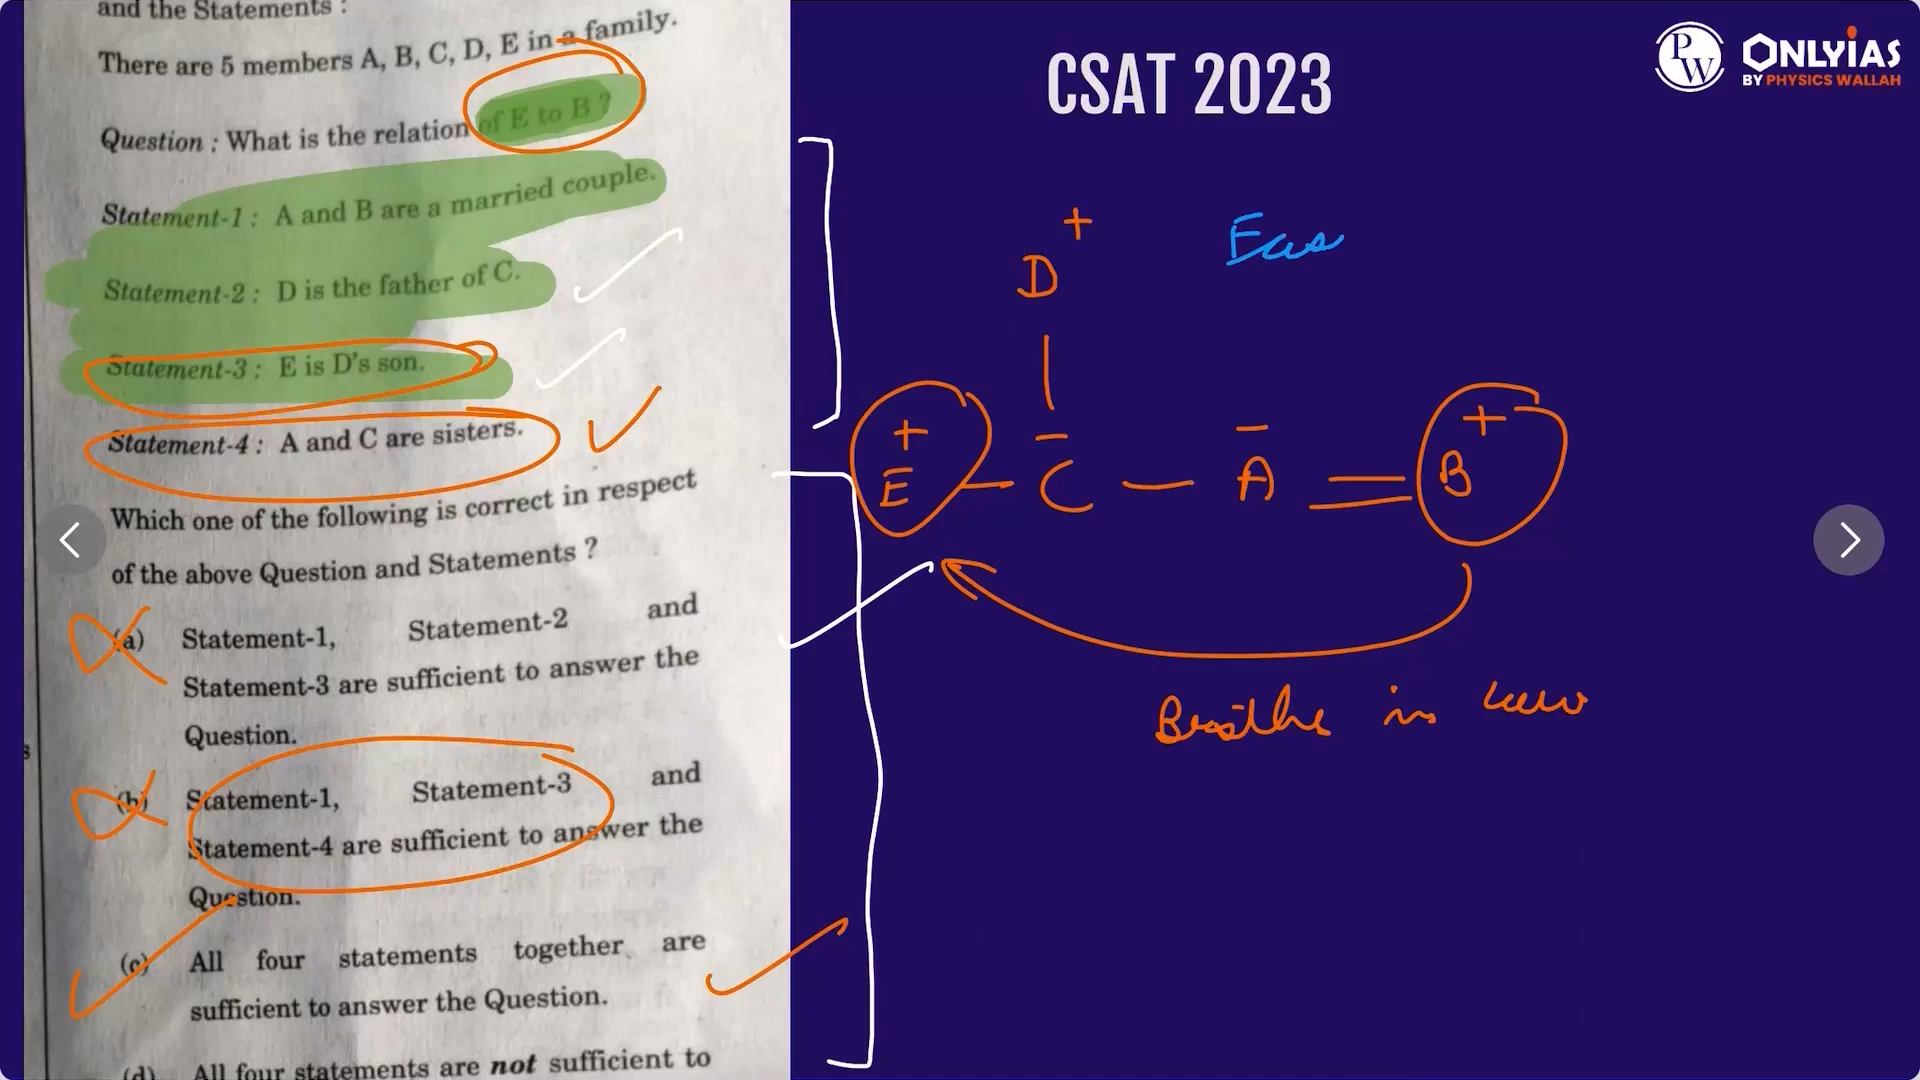 and the Statements :
There are 5 members A, B, C, D, E in a family.
Question : What is the relation of E to B ?
Statement-1 : A and B are a married couple.
Statement-2 : D is the father of C.
Statement-3 : E is D's son.
Statement-4 : A and C are sisters.
Which one of the following is correct in respect
of the above Question and Statements ?
(a) Statement-1, Statement-2 and
Statement-3 are sufficient to answer the
Question.
(b) Statement-1, Statement-3 and
Statement-4 are sufficient to answer the
Question.
(c) All four statements together are
sufficient to answer the Question.
(d) All four statements are not sufficient to
CSAT 2023
PW ONLYIAS
BY PHYSICS WALLAH
D +
+ − − +
E — C — A = B
in